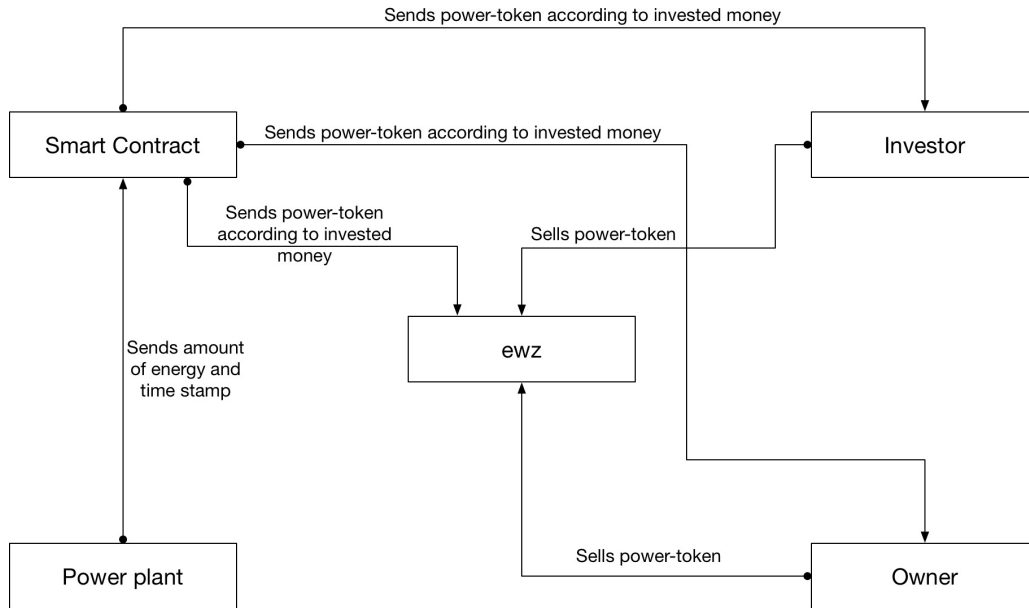 Sends power-token according to invested money
Smart Contract
Sends power-token according to invested money
Investor
Sends power-token
according to invested
money
Sells power-token
ewz
Sends amount
of energy and
time stamp
Sells power-token
Power plant
Owner